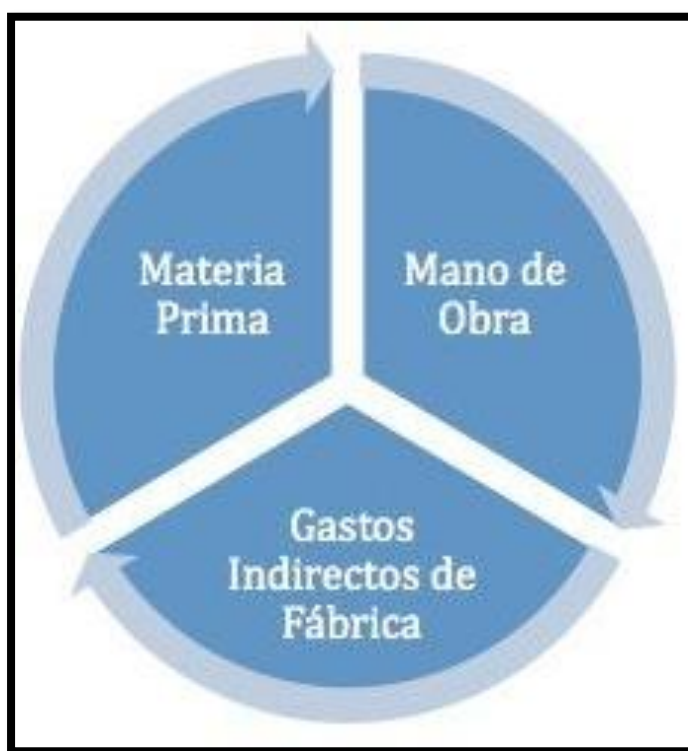 Materia
Prima
Mano de
Obra
Gastos
Indirectos de
Fábrica